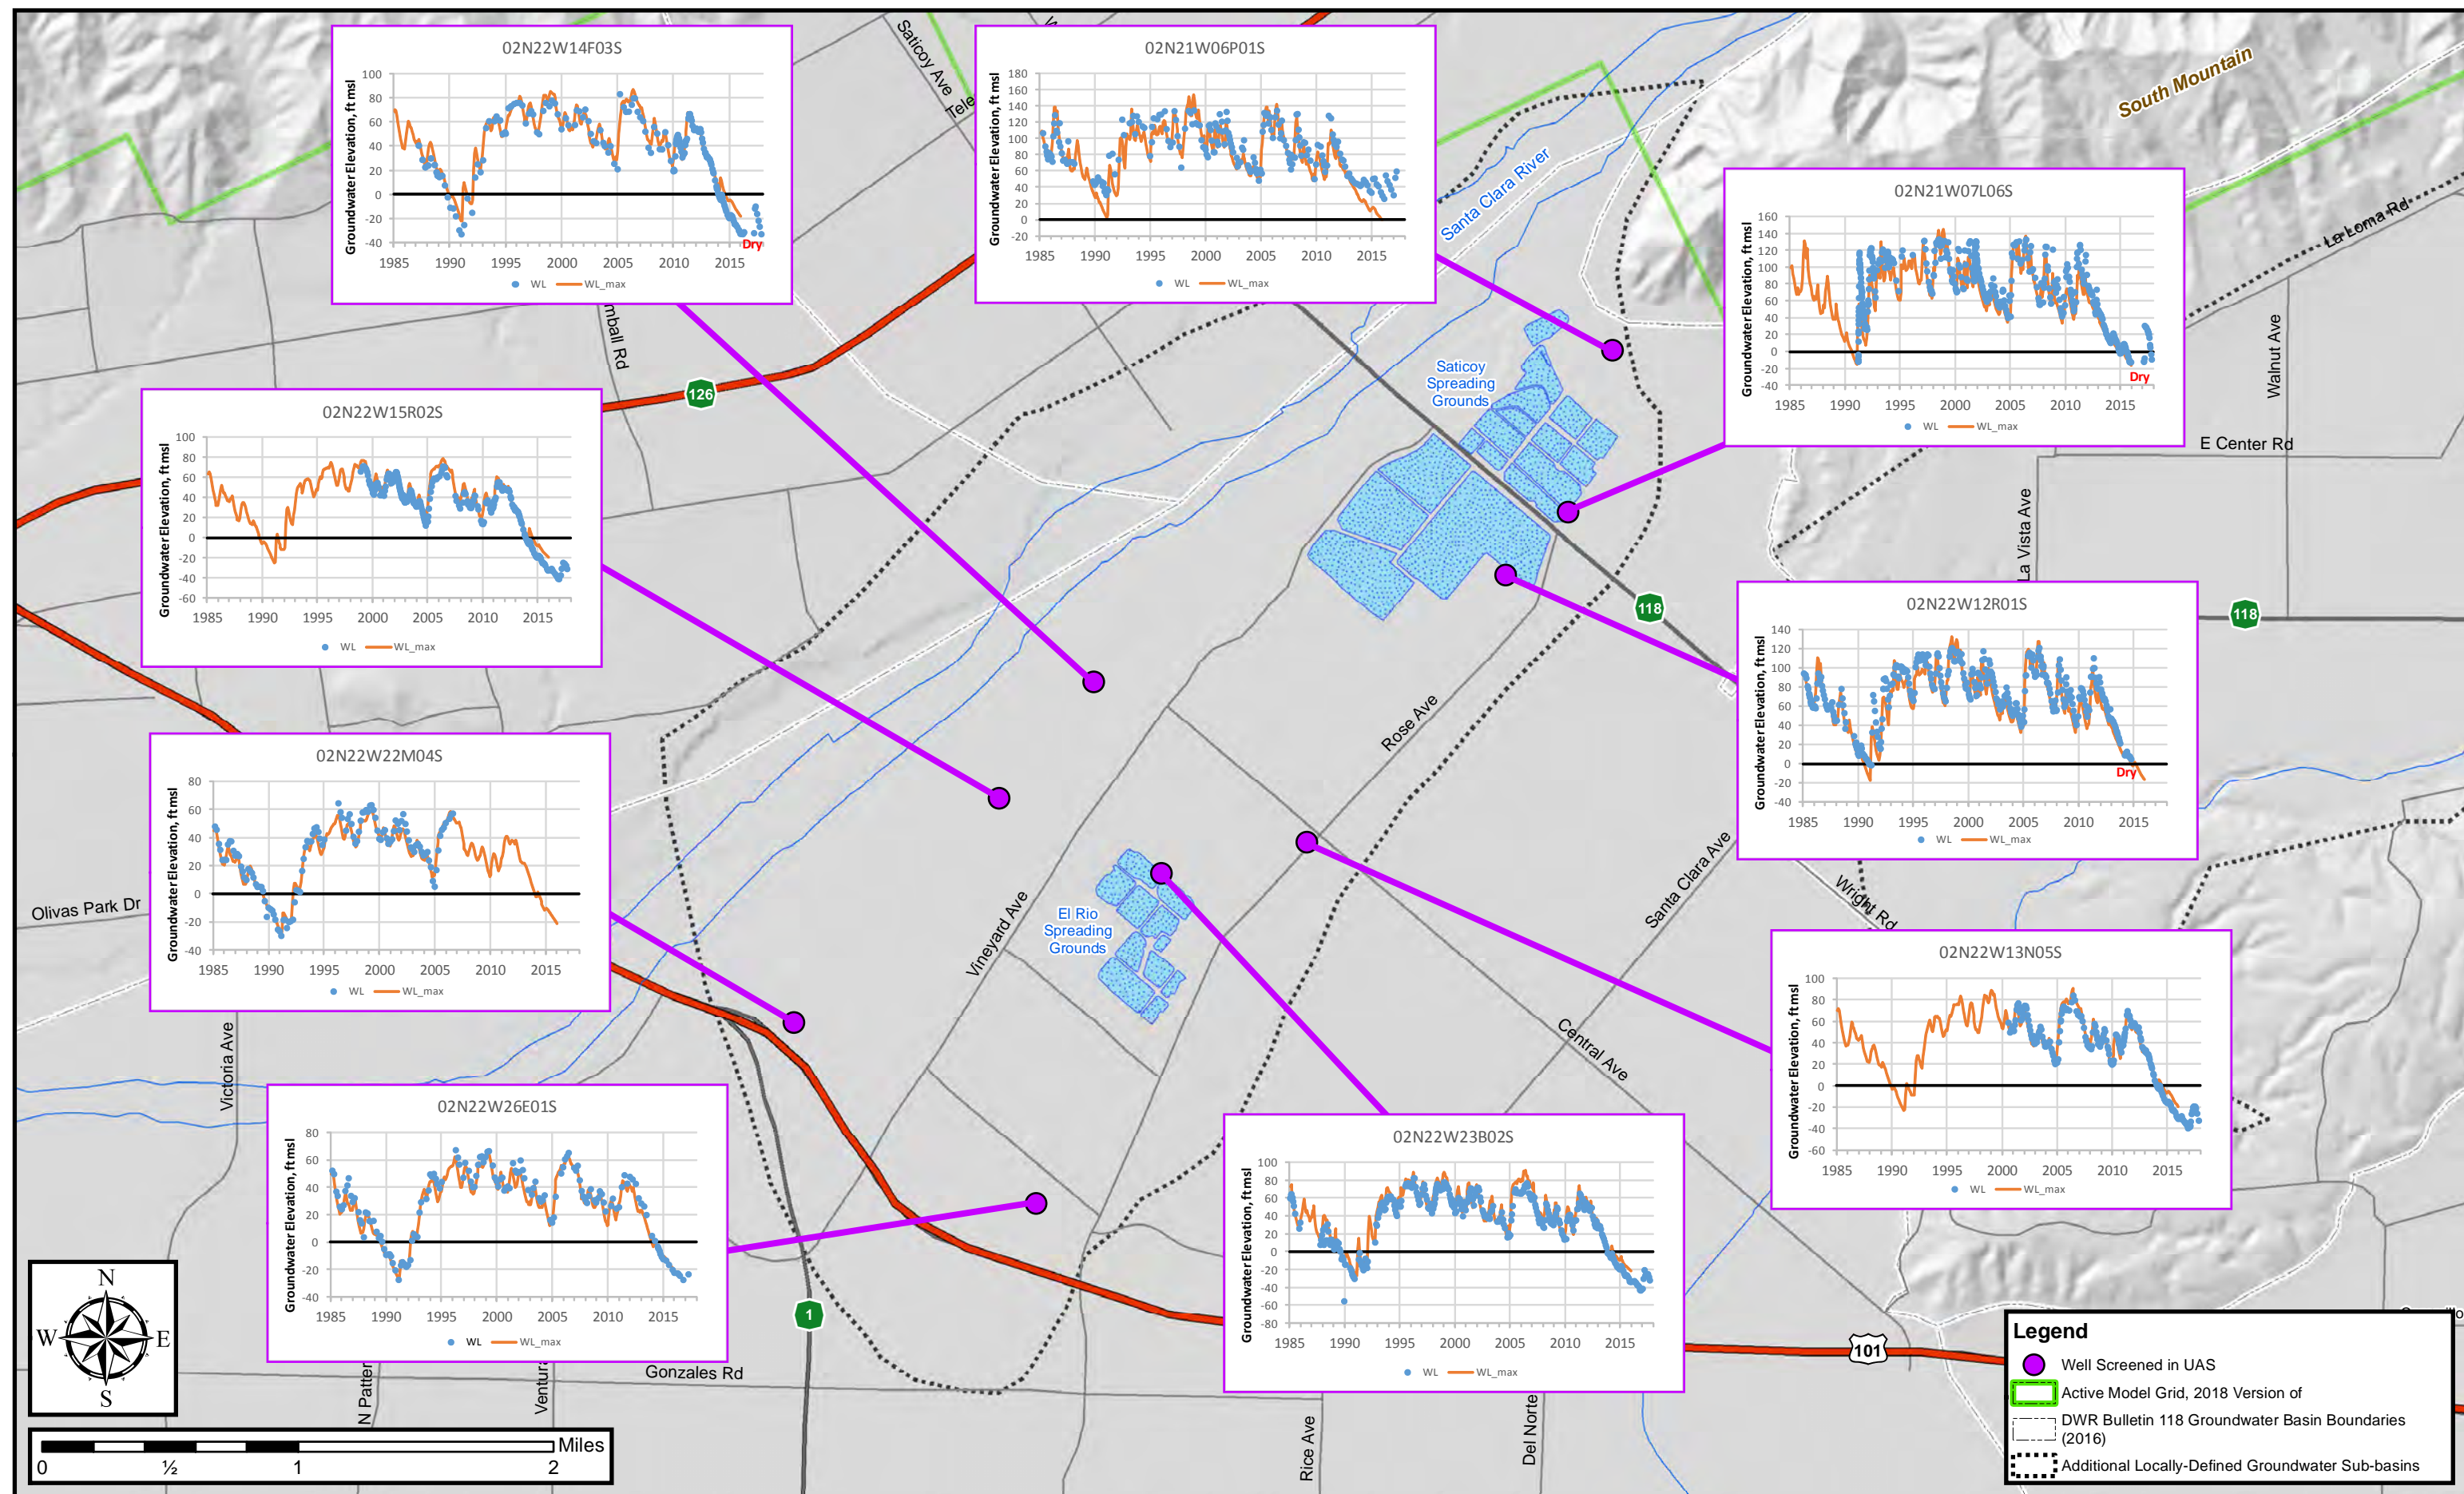 02N22W14F03S
Groundwater Elevation, ft msl
100
80
60
40
20
0
-20
-40
Dry
1985 1990 1995 2000 2005 2010 2015
WL WL_max
02N21W06P01S
Groundwater Elevation, ft msl
180
160
140
120
100
80
60
40
20
0
-20
1985 1990 1995 2000 2005 2010 2015
WL WL_max
02N21W07L06S
Groundwater Elevation, ft msl
160
140
120
100
80
60
40
20
0
-20
-40
Dry
1985 1990 1995 2000 2005 2010 2015
WL WL_max
02N22W15R02S
Groundwater Elevation, ft msl
100
80
60
40
20
0
-20
-40
-60
1985 1990 1995 2000 2005 2010 2015
WL WL_max
02N22W12R01S
Groundwater Elevation, ft msl
140
120
100
80
60
40
20
0
-20
-40
Dry
1985 1990 1995 2000 2005 2010 2015
WL WL_max
02N22W22M04S
Groundwater Elevation, ft msl
80
60
40
20
0
-20
-40
1985 1990 1995 2000 2005 2010 2015
WL WL_max
02N22W13N05S
Groundwater Elevation, ft msl
100
80
60
40
20
0
-20
-40
-60
1985 1990 1995 2000 2005 2010 2015
WL WL_max
02N22W26E01S
Groundwater Elevation, ft msl
80
60
40
20
0
-20
-40
1985 1990 1995 2000 2005 2010 2015
WL WL_max
02N22W23B02S
Groundwater Elevation, ft msl
100
80
60
40
20
0
-20
-40
-60
-80
1985 1990 1995 2000 2005 2010 2015
WL WL_max
Saticoy Ave
Tele
South Mountain
Santa Clara River
La Loma Rd
Walnut Ave
E Center Rd
La Vista Ave
mball Rd
126
Saticoy
Spreading
Grounds
118
118
Rose Ave
Santa Clara Ave
Wright Rd
Olivas Park Dr
El Rio
Spreading
Grounds
Vineyard Ave
Central Ave
Victoria Ave
1
101
Gonzales Rd
N Patter
Ventura
Rice Ave
Del Norte
N
W E
S
0 ½ 1 2
Miles
Legend
Well Screened in UAS
Active Model Grid, 2018 Version of
DWR Bulletin 118 Groundwater Basin Boundaries
(2016)
Additional Locally-Defined Groundwater Sub-basins